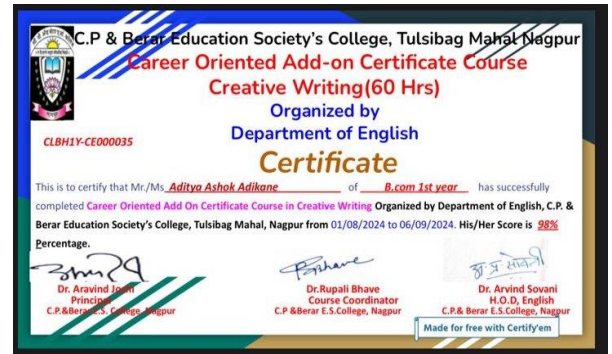 C.P & Berar Education Society's College, Tulsibag Mahal Nagpur
Career Oriented Add-on Certificate Course
Creative Writing(60 Hrs)
Organized by
Department of English
CLBH1Y-CE000035
Certificate
This is to certify that Mr./Ms. Aditya Ashok Adikane of B.com 1st year has successfully
completed Career Oriented Add On Certificate Course in Creative Writing Organized by Department of English, C.P. &
Berar Education Society's College, Tulsibag Mahal, Nagpur from 01/08/2024 to 06/09/2024. His/Her Score is 98%
Percentage.
Dr. Aravind Joshi Dr.Rupali Bhave Dr. Arvind Sovani
Principal Course Coordinator H.O.D, English
C.P.&Berar E.S. College, Nagpur C.P &Berar E.S.College, Nagpur C.P.& Berar E.S.College, Nagpur
Made for free with Certify'em